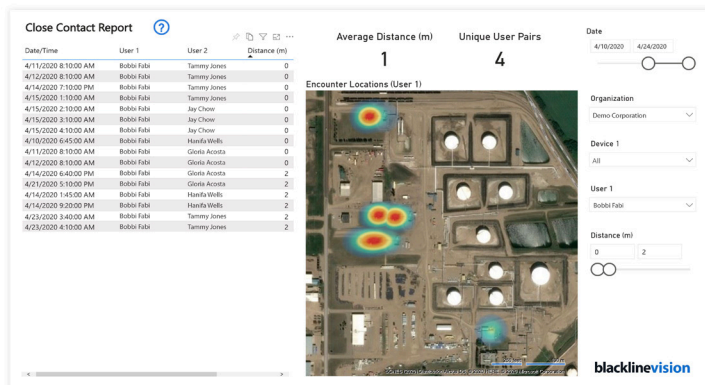 Close Contact Report
?
Date/Time User 1 User 2 Distance (m)
4/11/2020 8:10:00 AM Bobbi Fabi Tammy Jones 0
4/12/2020 8:10:00 AM Bobbi Fabi Tammy Jones 0
4/14/2020 7:10:00 PM Bobbi Fabi Tammy Jones 0
4/15/2020 1:10:00 AM Bobbi Fabi Tammy Jones 0
4/15/2020 2:10:00 AM Bobbi Fabi Jay Chow 0
4/15/2020 3:10:00 AM Bobbi Fabi Jay Chow 0
4/15/2020 4:10:00 AM Bobbi Fabi Jay Chow 0
4/10/2020 6:45:00 AM Bobbi Fabi Hanifa Wells 0
4/11/2020 8:10:00 AM Bobbi Fabi Gloria Acosta 0
4/12/2020 8:10:00 AM Bobbi Fabi Gloria Acosta 0
4/14/2020 6:40:00 PM Bobbi Fabi Gloria Acosta 2
4/21/2020 5:10:00 PM Bobbi Fabi Gloria Acosta 2
4/14/2020 1:45:00 AM Bobbi Fabi Hanifa Wells 2
4/14/2020 9:20:00 PM Bobbi Fabi Hanifa Wells 2
4/23/2020 3:40:00 AM Bobbi Fabi Tammy Jones 2
4/23/2020 4:10:00 AM Bobbi Fabi Tammy Jones 2
Average Distance (m) Unique User Pairs
1 4
Encounter Locations (User 1)
Microsoft Corporation
Date
4/10/2020 4/24/2020
Organization
Demo Corporation
Device 1
All
User 1
Bobbi Fabi
Distance (m)
0 2
blacklinevision